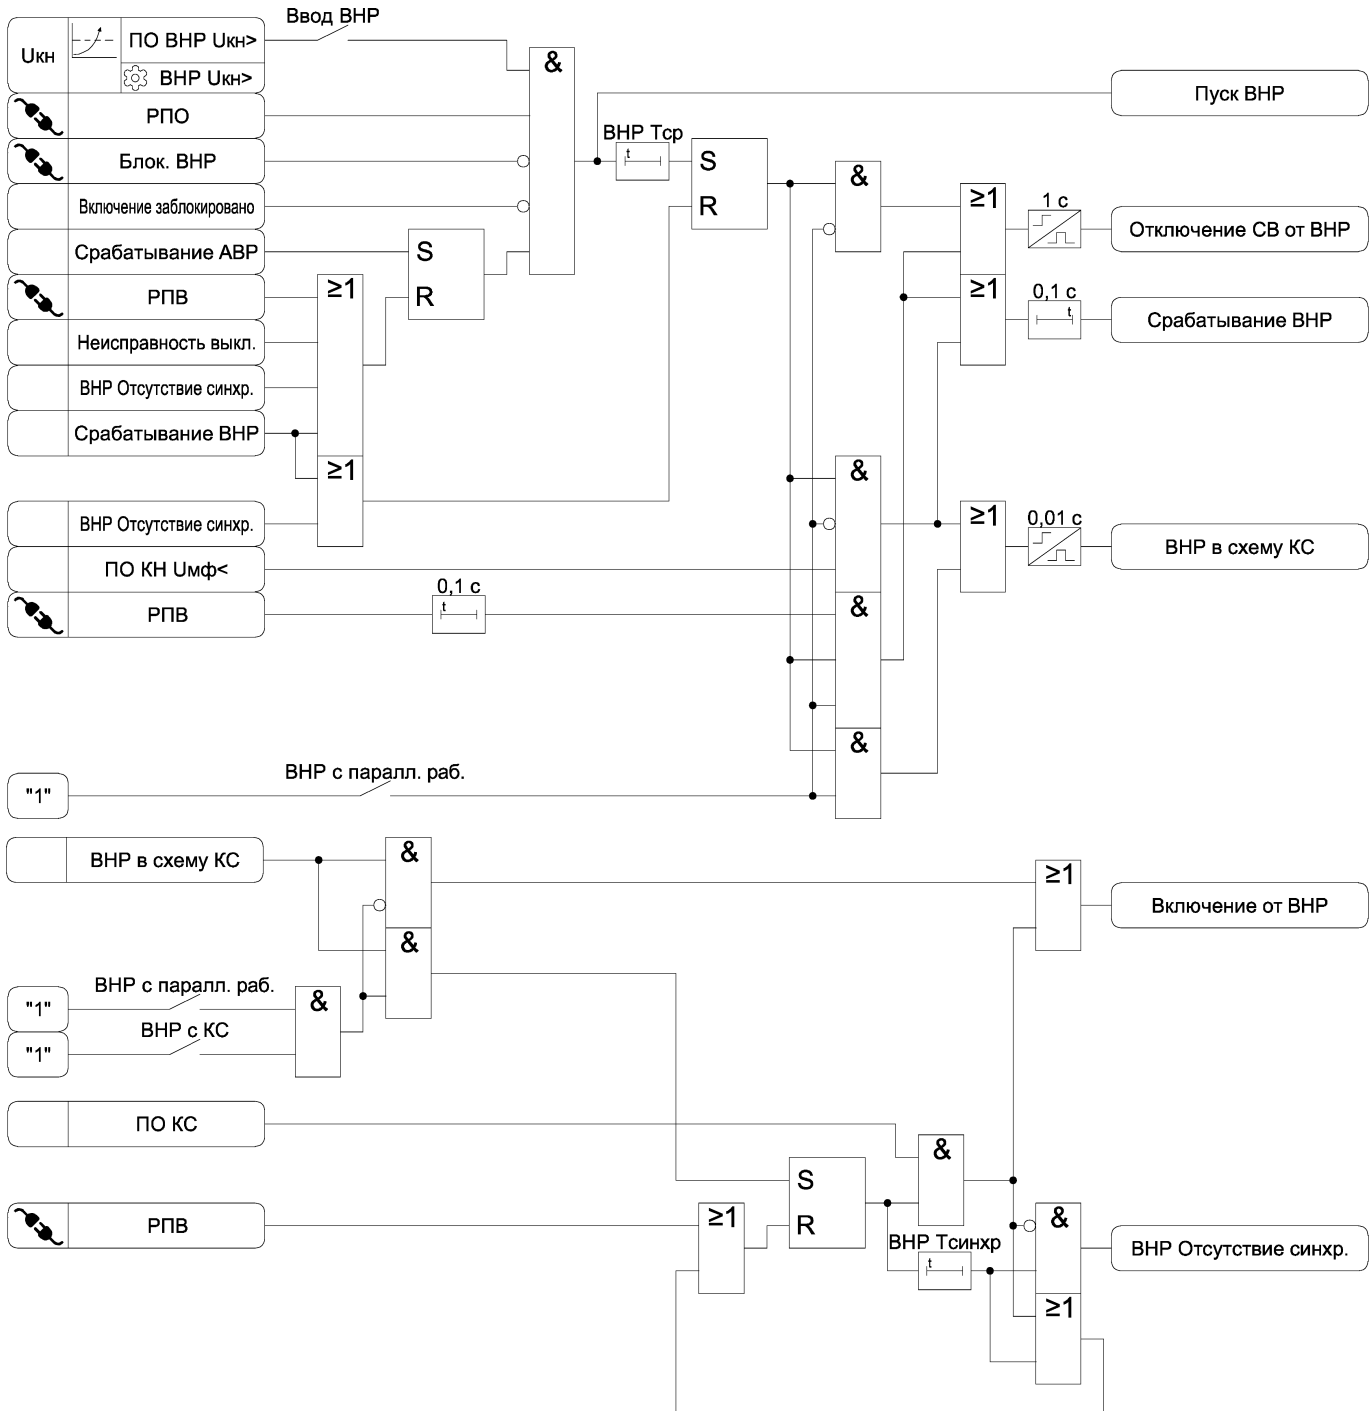 Ввод ВНР
Uкн
ПО ВНР Uкн>
ВНР Uкн>
&
Пуск ВНР
РПО
ВНР Тср
t
Блок. ВНР
S
R
&
Включение заблокировано
≥1
1 с
Отключение СВ от ВНР
Срабатывание АВР
S
R
РПВ
≥1
≥1
0,1 с
t
Срабатывание ВНР
Неисправность выкл.
ВНР Отсутствие синхр.
Срабатывание ВНР
≥1
&
ВНР Отсутствие синхр.
≥1
0,01 с
ВНР в схему КС
ПО КН Uмф<
0,1 с
t
РПВ
&
&
ВНР с паралл. раб.
"1"
ВНР в схему КС
&
≥1
Включение от ВНР
&
ВНР с паралл. раб.
"1"
&
ВНР с КС
"1"
ПО КС
&
S
R
РПВ
≥1
&
ВНР Тсинхр
t
ВНР Отсутствие синхр.
≥1